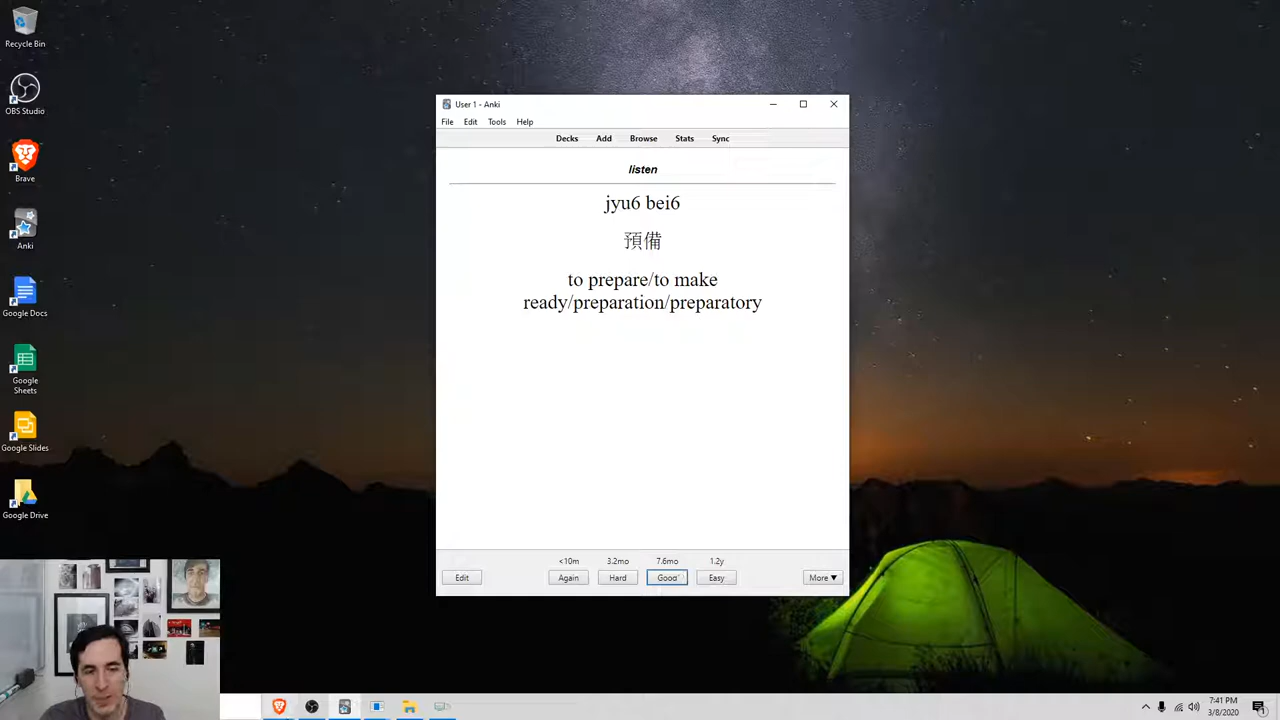 Recycle Bin
OBS Studio
Brave
Anki
Google Docs
Google
Sheets
Google Slides
Google Drive
User 1 - Anki
File Edit Tools Help
Decks Add Browse Stats Sync
listen
jyu6 bei6
預備
to prepare/to make
ready/preparation/preparatory
<10m 3.2mo 7.6mo 1.2y
Edit Again Hard Good Easy More ▼
7:41 PM
3/8/2020